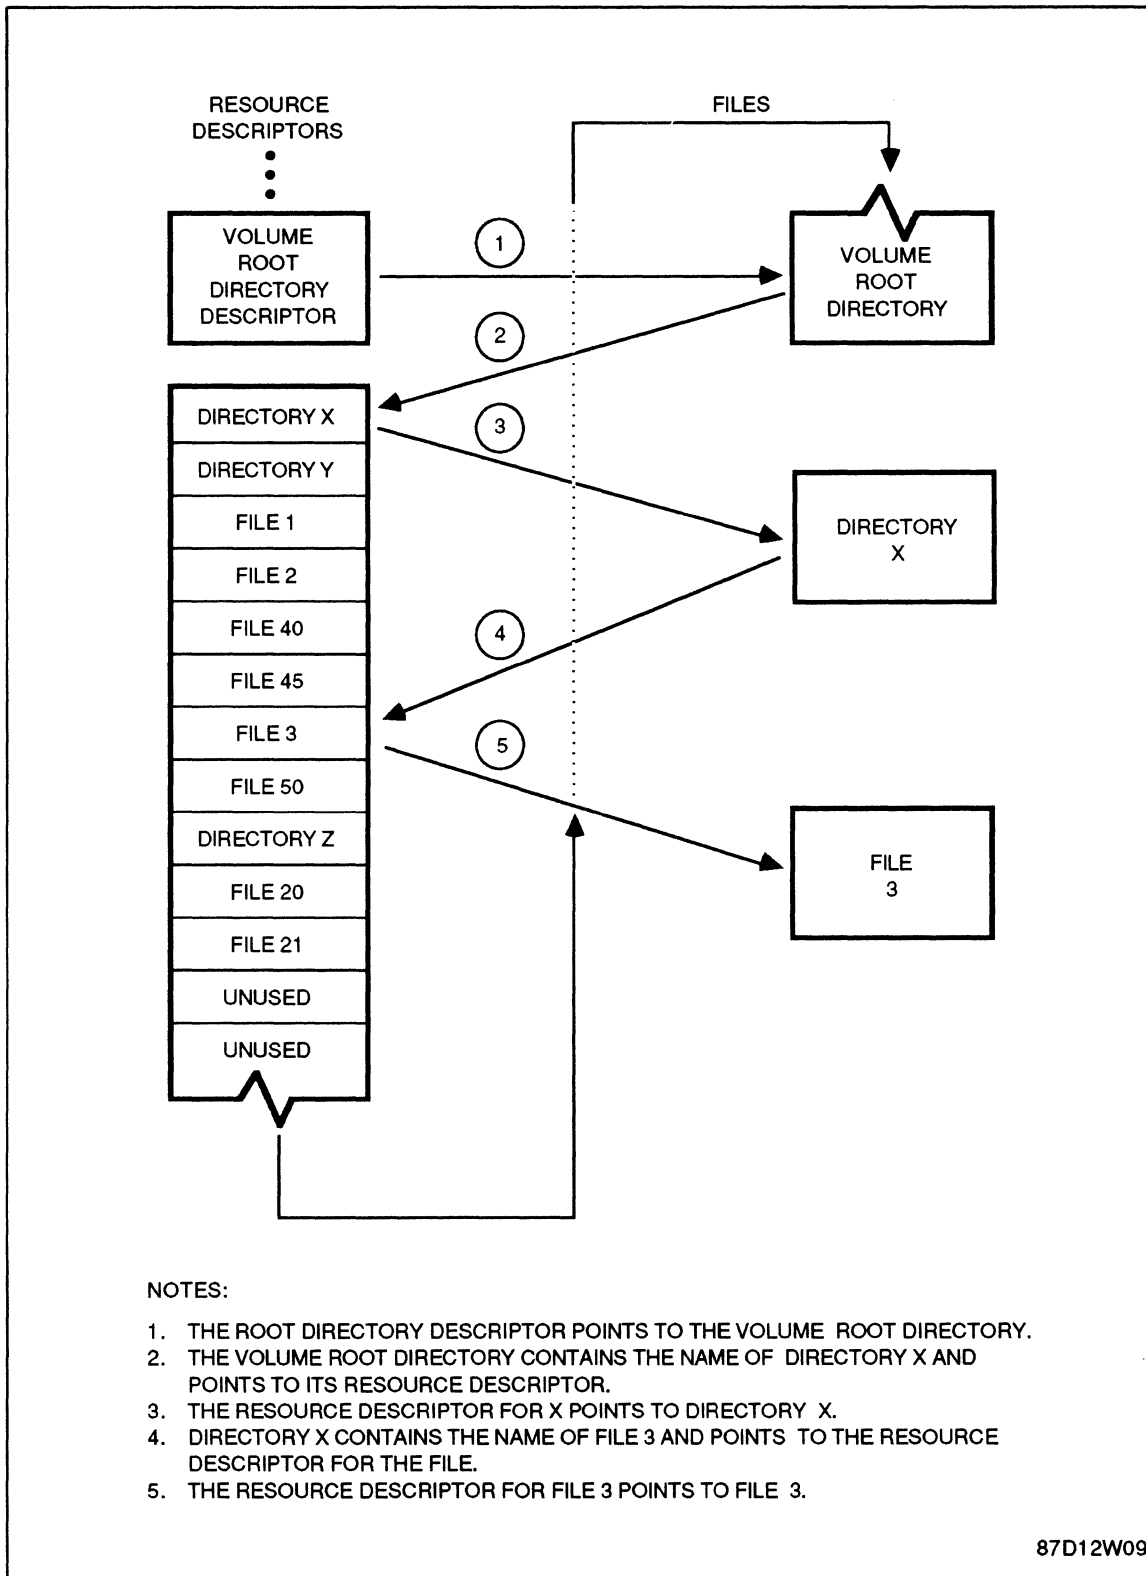 RESOURCE
DESCRIPTORS
FILES
VOLUME
ROOT
DIRECTORY
DESCRIPTOR
1
VOLUME
ROOT
DIRECTORY
2
DIRECTORY X
3
DIRECTORY Y
FILE 1
DIRECTORY
X
FILE 2
FILE 40
4
FILE 45
FILE 3
5
FILE 50
DIRECTORY Z
FILE
3
FILE 20
FILE 21
UNUSED
UNUSED
NOTES:
1. THE ROOT DIRECTORY DESCRIPTOR POINTS TO THE VOLUME ROOT DIRECTORY.
2. THE VOLUME ROOT DIRECTORY CONTAINS THE NAME OF DIRECTORY X AND
POINTS TO ITS RESOURCE DESCRIPTOR.
3. THE RESOURCE DESCRIPTOR FOR X POINTS TO DIRECTORY X.
4. DIRECTORY X CONTAINS THE NAME OF FILE 3 AND POINTS TO THE RESOURCE
DESCRIPTOR FOR THE FILE.
5. THE RESOURCE DESCRIPTOR FOR FILE 3 POINTS TO FILE 3.
87D12W09